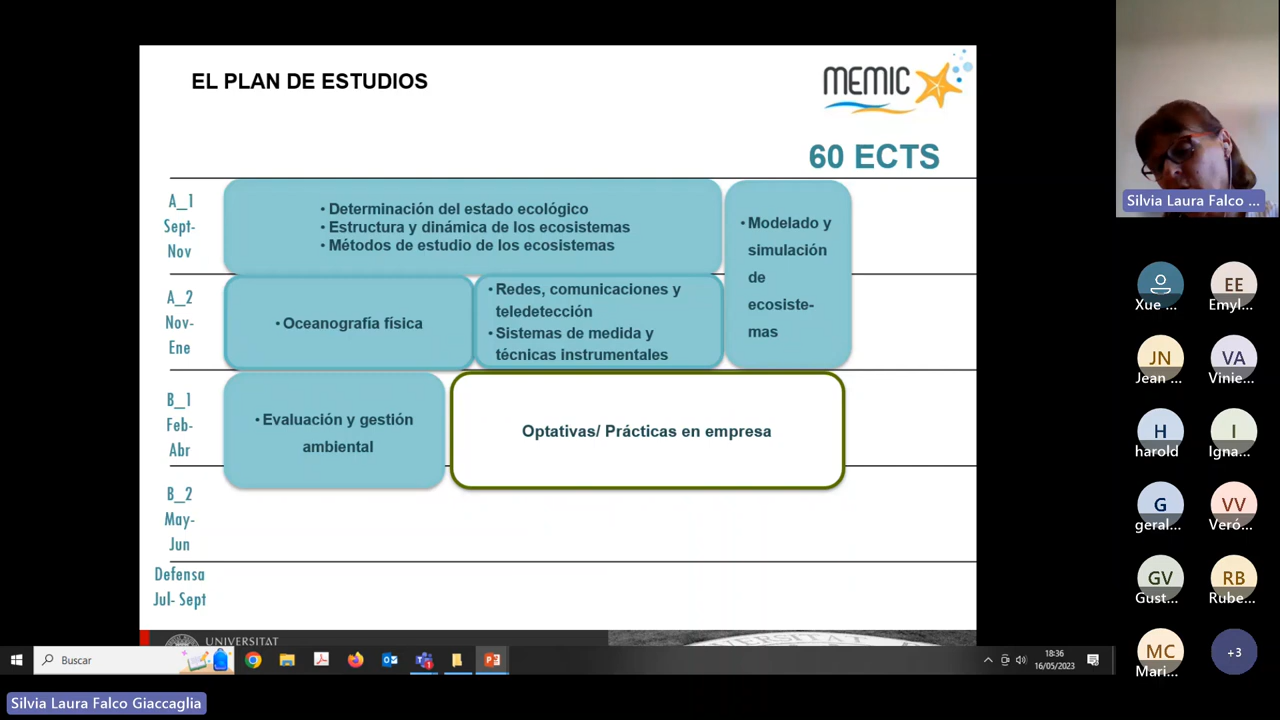 EL PLAN DE ESTUDIOS
MEMIC
60 ECTS
A_1
Sept-
Nov
• Determinación del estado ecológico
• Estructura y dinámica de los ecosistemas
• Métodos de estudio de los ecosistemas
• Modelado y
simulación
de
ecosiste-
mas
A_2
Nov-
Ene
• Oceanografía física
• Redes, comunicaciones y
teledetección
• Sistemas de medida y
técnicas instrumentales
B_1
Feb-
Abr
• Evaluación y gestión
ambiental
Optativas/ Prácticas en empresa
B_2
May-
Jun
Defensa
Jul- Sept
UNIVERSITAT
Buscar
18:36
16/05/2023
Silvia Laura Falco Giaccaglia
Silvia Laura Falco ...
Xue ...
EE
Emyl...
JN
Jean ...
VA
Vinie...
H
harold
I
Igna...
G
geral...
VV
Veró...
GV
Gust...
RB
Rube...
MC
Mari...
+3